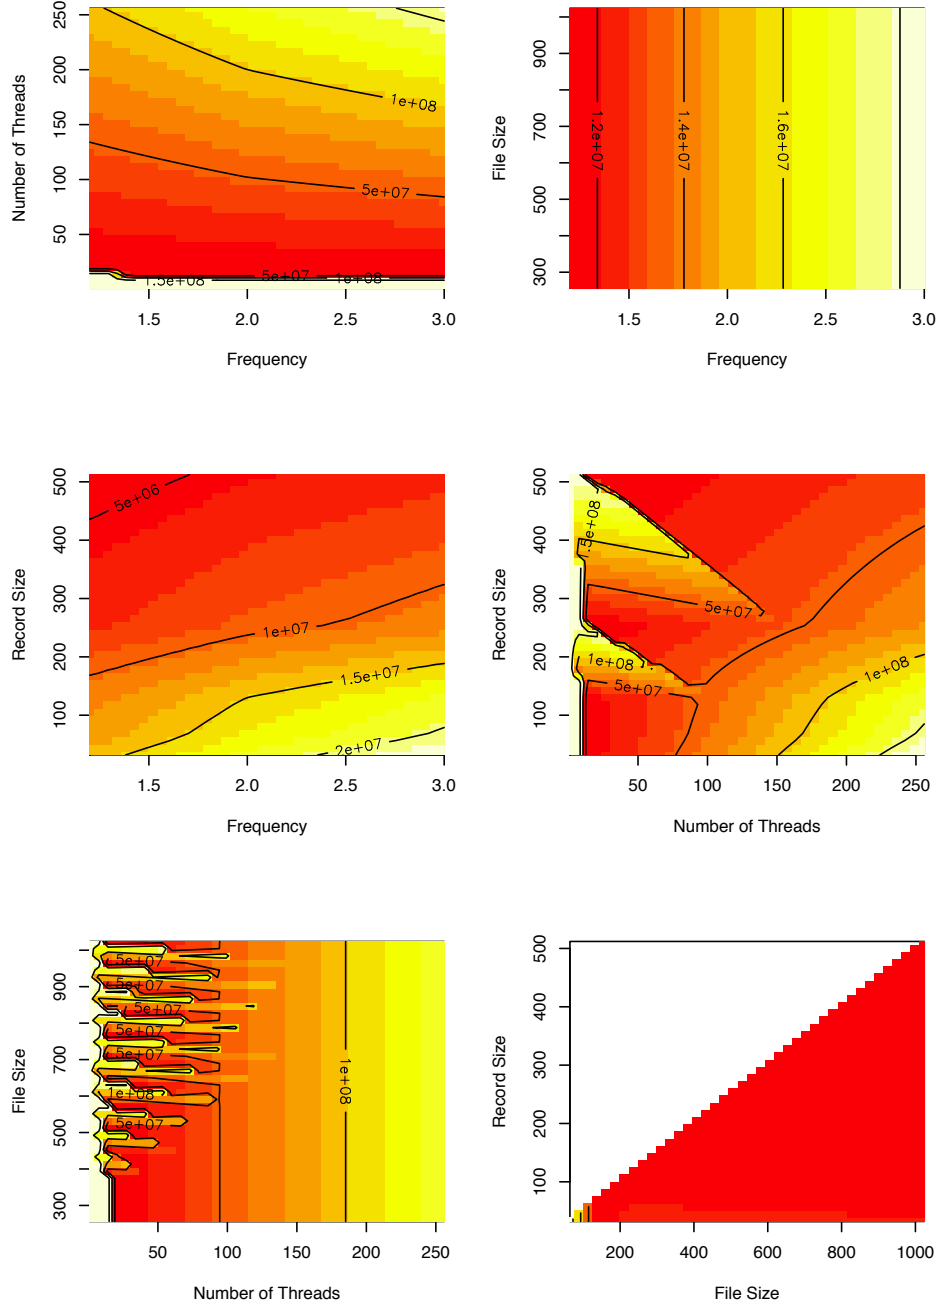 250
200
150
100
50
Number of Threads
1e+08
5e+07
1.5e+08
5e+07
1e+08
1.5
2.0
2.5
3.0
Frequency
900
700
500
300
File Size
1.2e+07
1.4e+07
1.6e+07
1.5
2.0
2.5
3.0
Frequency
500
400
300
200
100
Record Size
5e+06
1e+07
1.5e+07
2e+07
1.5
2.0
2.5
3.0
Frequency
500
400
300
200
100
Record Size
1.5e+08
5e+07
1e+08
5e+07
1e+08
50
100
150
200
250
Number of Threads
900
700
500
300
File Size
5e+07
5e+07
5e+07
5e+07
5e+07
1e+08
5e+07
1e+08
50
100
150
200
250
Number of Threads
500
400
300
200
100
Record Size
200
400
600
800
1000
File Size